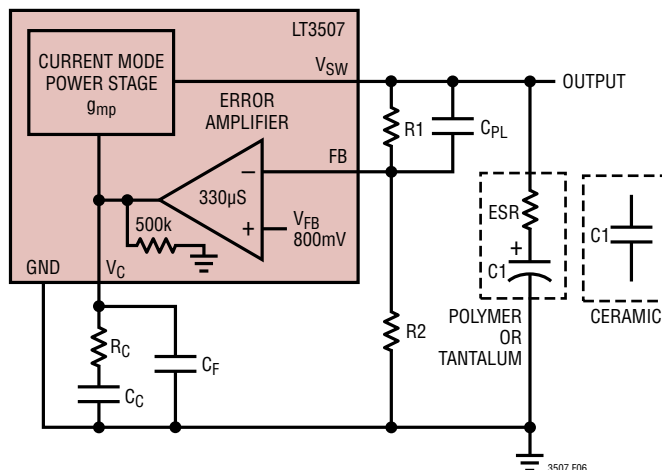 LT3507
CURRENT MODE
POWER STAGE
gmp
VSW
OUTPUT
ERROR
AMPLIFIER
R1
CPL
FB
330µS
−
+
VFB
800mV
500k
ESR
+
C1
C1
GND
VC
POLYMER
OR
TANTALUM
CERAMIC
RC
CF
R2
CC
3507 F06